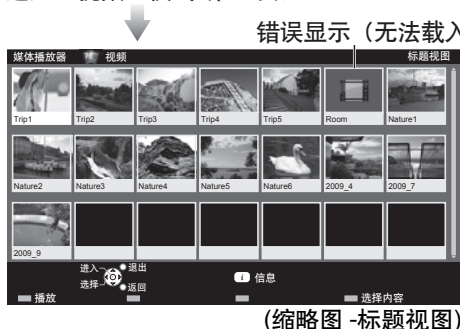 错误显示（无法载入
媒体播放器 视频 标题视图
Trip1 Trip2 Trip3 Trip4 Trip5 Room Nature1
Nature2 Nature3 Nature4 Nature5 Nature6 2009_4 2009_7
2009_9
进入 退出
选择 返回
i 信息
播放 选择内容
(缩略图 -标题视图)